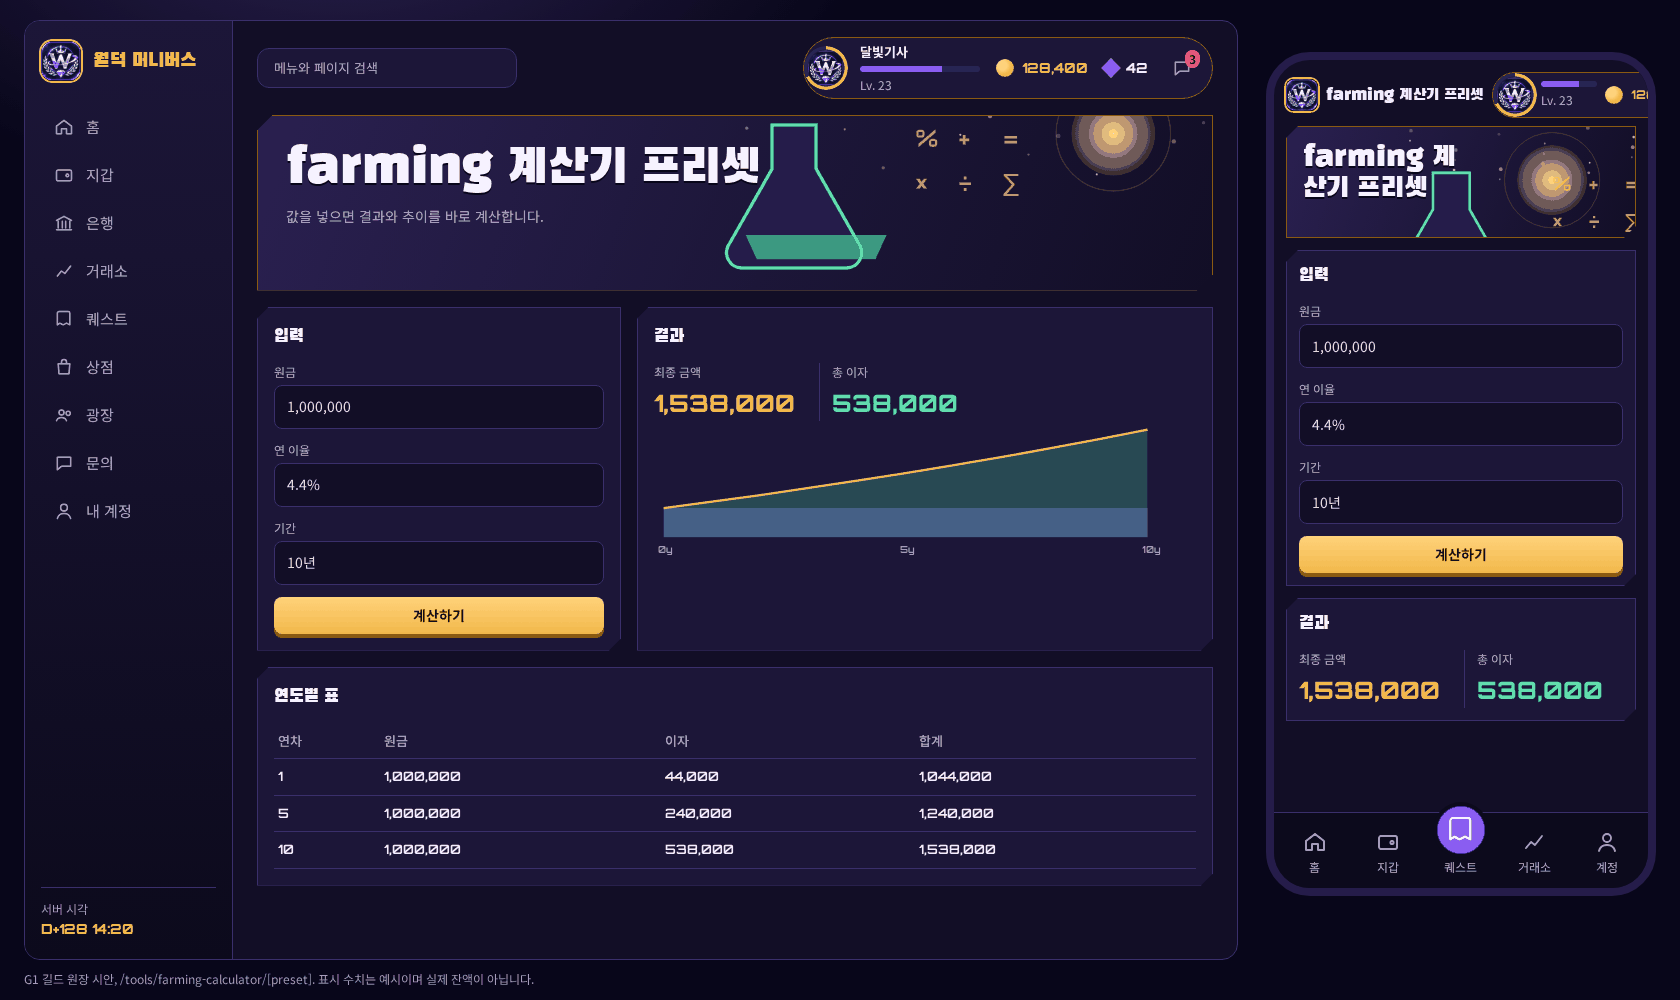 원덕 머니버스
홈
지갑
은행
거래소
퀘스트
상점
광장
문의
내 계정
서버 시각
D+128 14:20
메뉴와 페이지 검색
W
달빛기사
Lv. 23
128,400
42
3
farming 계산기 프리셋
값을 넣으면 결과와 추이를 바로 계산합니다.
% + =
x ÷ ∑
입력
원금
1,000,000
연 이율
4.4%
기간
10년
계산하기
결과
최종 금액
1,538,000
총 이자
538,000
0y 5y 10y
연도별 표
연차 원금 이자 합계
1 1,000,000 44,000 1,044,000
5 1,000,000 240,000 1,240,000
10 1,000,000 538,000 1,538,000
G1 길드 원장 시안, /tools/farming-calculator/[preset]. 표시 수치는 예시이며 실제 잔액이 아닙니다.
W
farming 계산기 프리셋
W
Lv. 23
farming 계
산기 프리셋
% + =
x ÷
입력
원금
1,000,000
연 이율
4.4%
기간
10년
계산하기
결과
최종 금액
1,538,000
총 이자
538,000
홈
지갑
퀘스트
거래소
계정